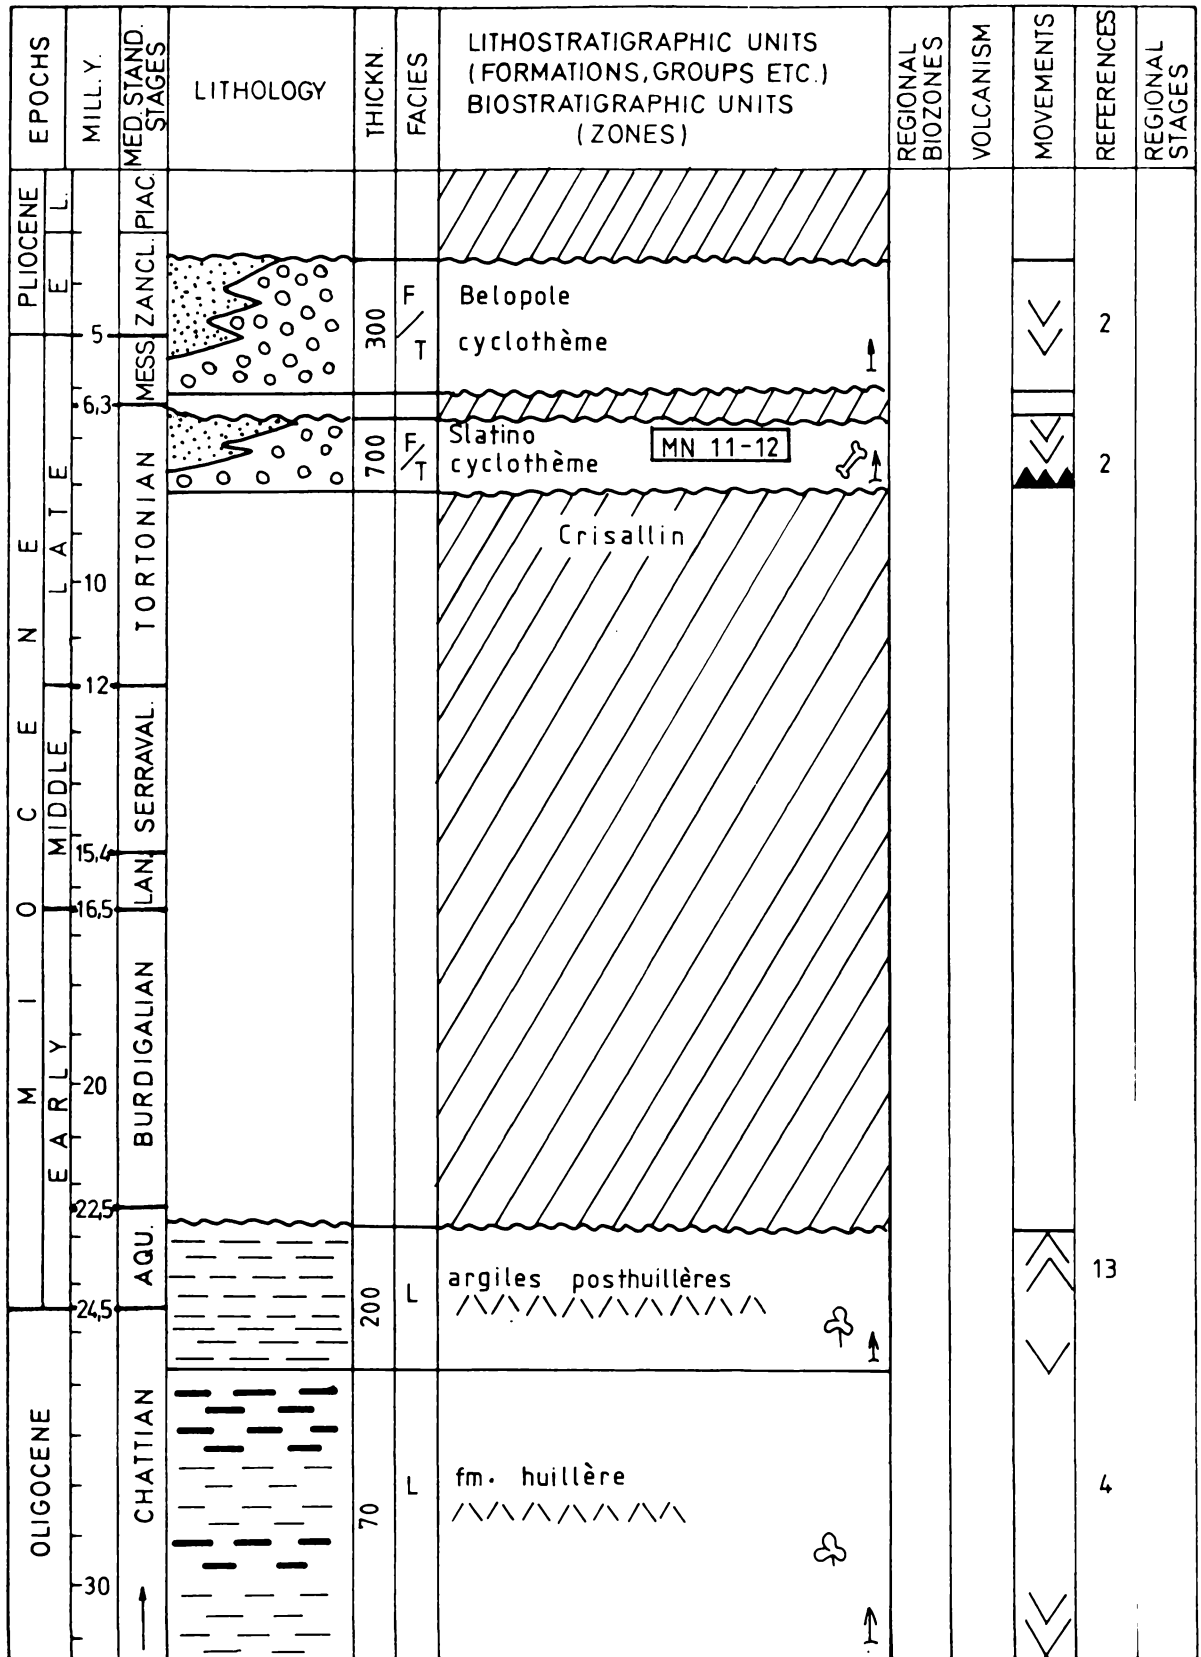 EPOCHS
MILL.Y.
MED.STAND.
STAGES
LITHOLOGY
THICKN.
FACIES
LITHOSTRATIGRAPHIC UNITS
(FORMATIONS, GROUPS ETC.)
BIOSTRATIGRAPHIC UNITS
(ZONES)
REGIONAL
BIOZONES
VOLCANISM
MOVEMENTS
REFERENCES
REGIONAL
STAGES
PLIOCENE
L.
E
PIAC.
ZANCL.
5
300
F/T
Belopole
cyclothème
2
MIOCENE
LATE
MESS.
6,3
TORTONIAN
700
F/T
Slatino
cyclothème
MN 11-12
2
Crisallin
10
12
MIDDLE
SERRAVAL.
15,4
LAN.
16,5
EARLY
BURDIGALIAN
20
22,5
AQU.
24,5
200
L
argiles posthuillères
13
OLIGOCENE
CHATTIAN
70
L
fm. huillère
4
30